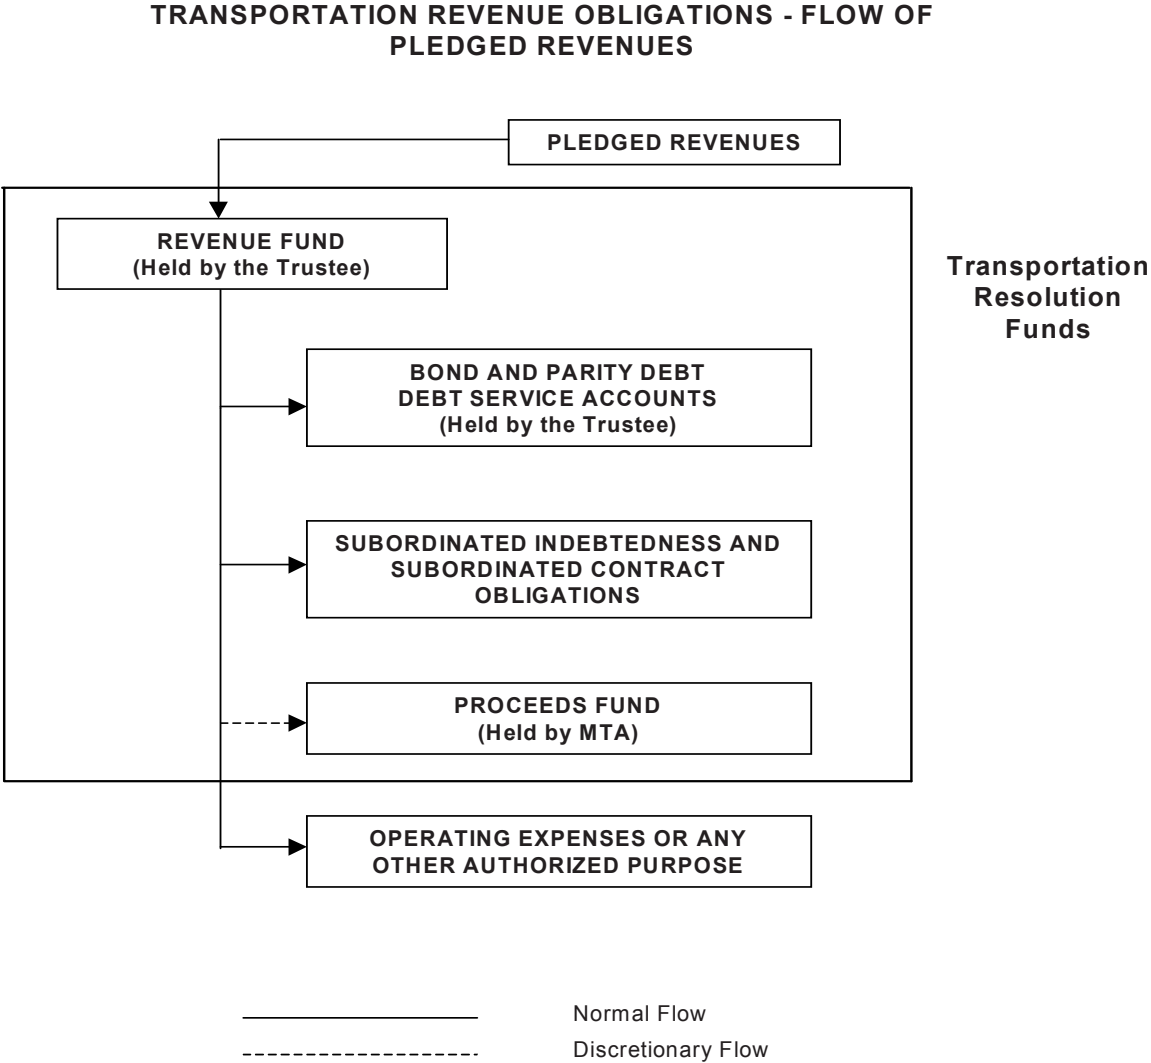 TRANSPORTATION REVENUE OBLIGATIONS - FLOW OF
PLEDGED REVENUES
PLEDGED REVENUES
REVENUE FUND
(Held by the Trustee)
Transportation
Resolution
Funds
BOND AND PARITY DEBT
DEBT SERVICE ACCOUNTS
(Held by the Trustee)
SUBORDINATED INDEBTEDNESS AND
SUBORDINATED CONTRACT
OBLIGATIONS
PROCEEDS FUND
(Held by MTA)
OPERATING EXPENSES OR ANY
OTHER AUTHORIZED PURPOSE
Normal Flow
Discretionary Flow